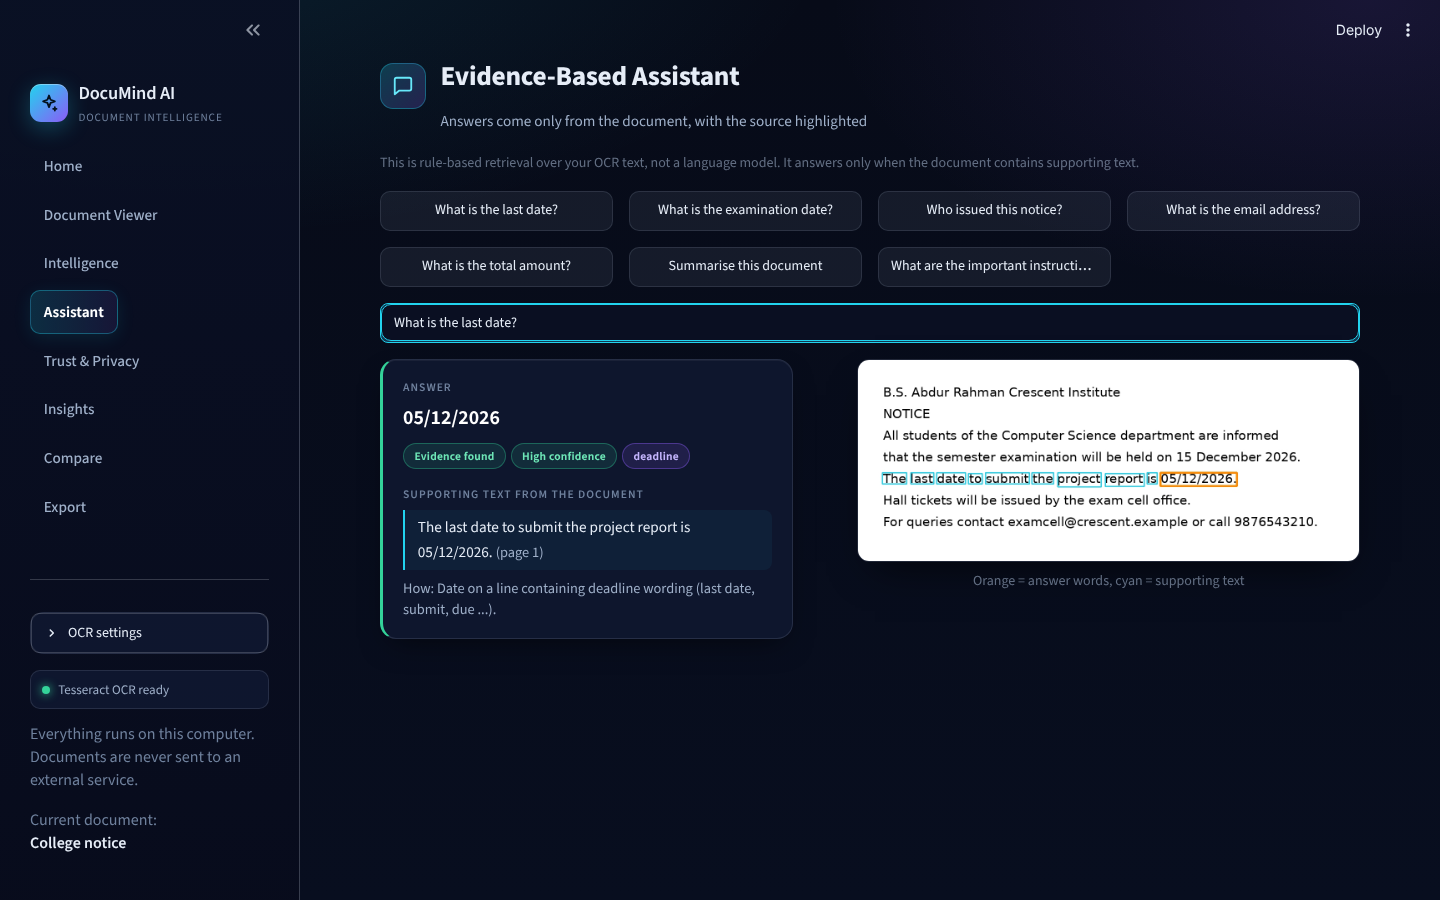 Deploy
DocuMind AI
DOCUMENT INTELLIGENCE
Home
Document Viewer
Intelligence
Assistant
Trust & Privacy
Insights
Compare
Export
OCR settings
Tesseract OCR ready
Everything runs on this computer.
Documents are never sent to an
external service.
Current document:
College notice
Evidence-Based Assistant
Answers come only from the document, with the source highlighted
This is rule-based retrieval over your OCR text, not a language model. It answers only when the document contains supporting text.
What is the last date?
What is the examination date?
Who issued this notice?
What is the email address?
What is the total amount?
Summarise this document
What are the important instructi...
What is the last date?
ANSWER
05/12/2026
Evidence found
High confidence
deadline
SUPPORTING TEXT FROM THE DOCUMENT
The last date to submit the project report is
05/12/2026. (page 1)
How: Date on a line containing deadline wording (last date,
submit, due ...).
B.S. Abdur Rahman Crescent Institute
NOTICE
All students of the Computer Science department are informed
that the semester examination will be held on 15 December 2026.
The last date to submit the project report is 05/12/2026.
Hall tickets will be issued by the exam cell office.
For queries contact examcell@crescent.example or call 9876543210.
Orange = answer words, cyan = supporting text